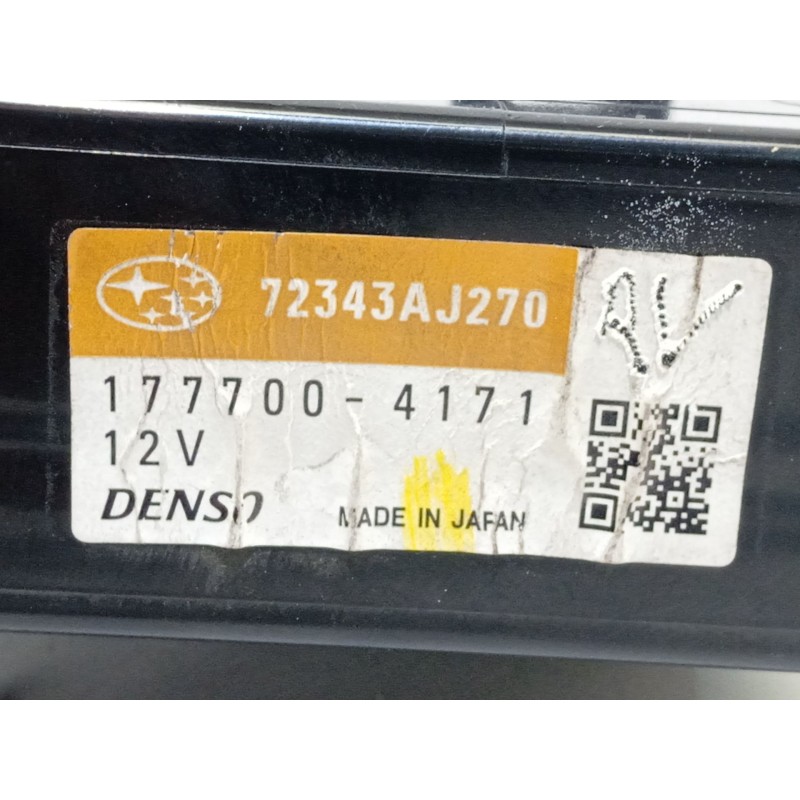 72343AJ270
177700-4171
12V
DENSO
MADE IN JAPAN